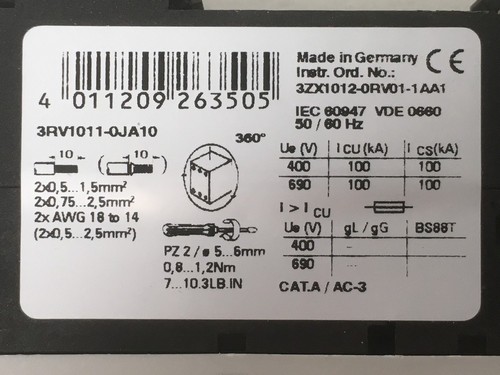 Made in Germany CE
Instr. Ord. No.:
3ZX1012-0RV01-1AA1
4 011209 263505
IEC 60947 VDE 0660
50 / 60 Hz
3RV1011-0JA10
360°
10 10
2x0,5...1,5mm²
2x0,75...2,5mm²
2x AWG 18 to 14
(2x0,5...2,5mm²)
PZ 2 / ø 5...6mm
0,8...1,2Nm
7...10.3LB.IN
Ue (V) I CU (kA) I CS(kA)
400 100 100
690 100 100
I > I CU
Ue (V) gL / gG BS88T
400 –
690 –
CAT.A / AC-3